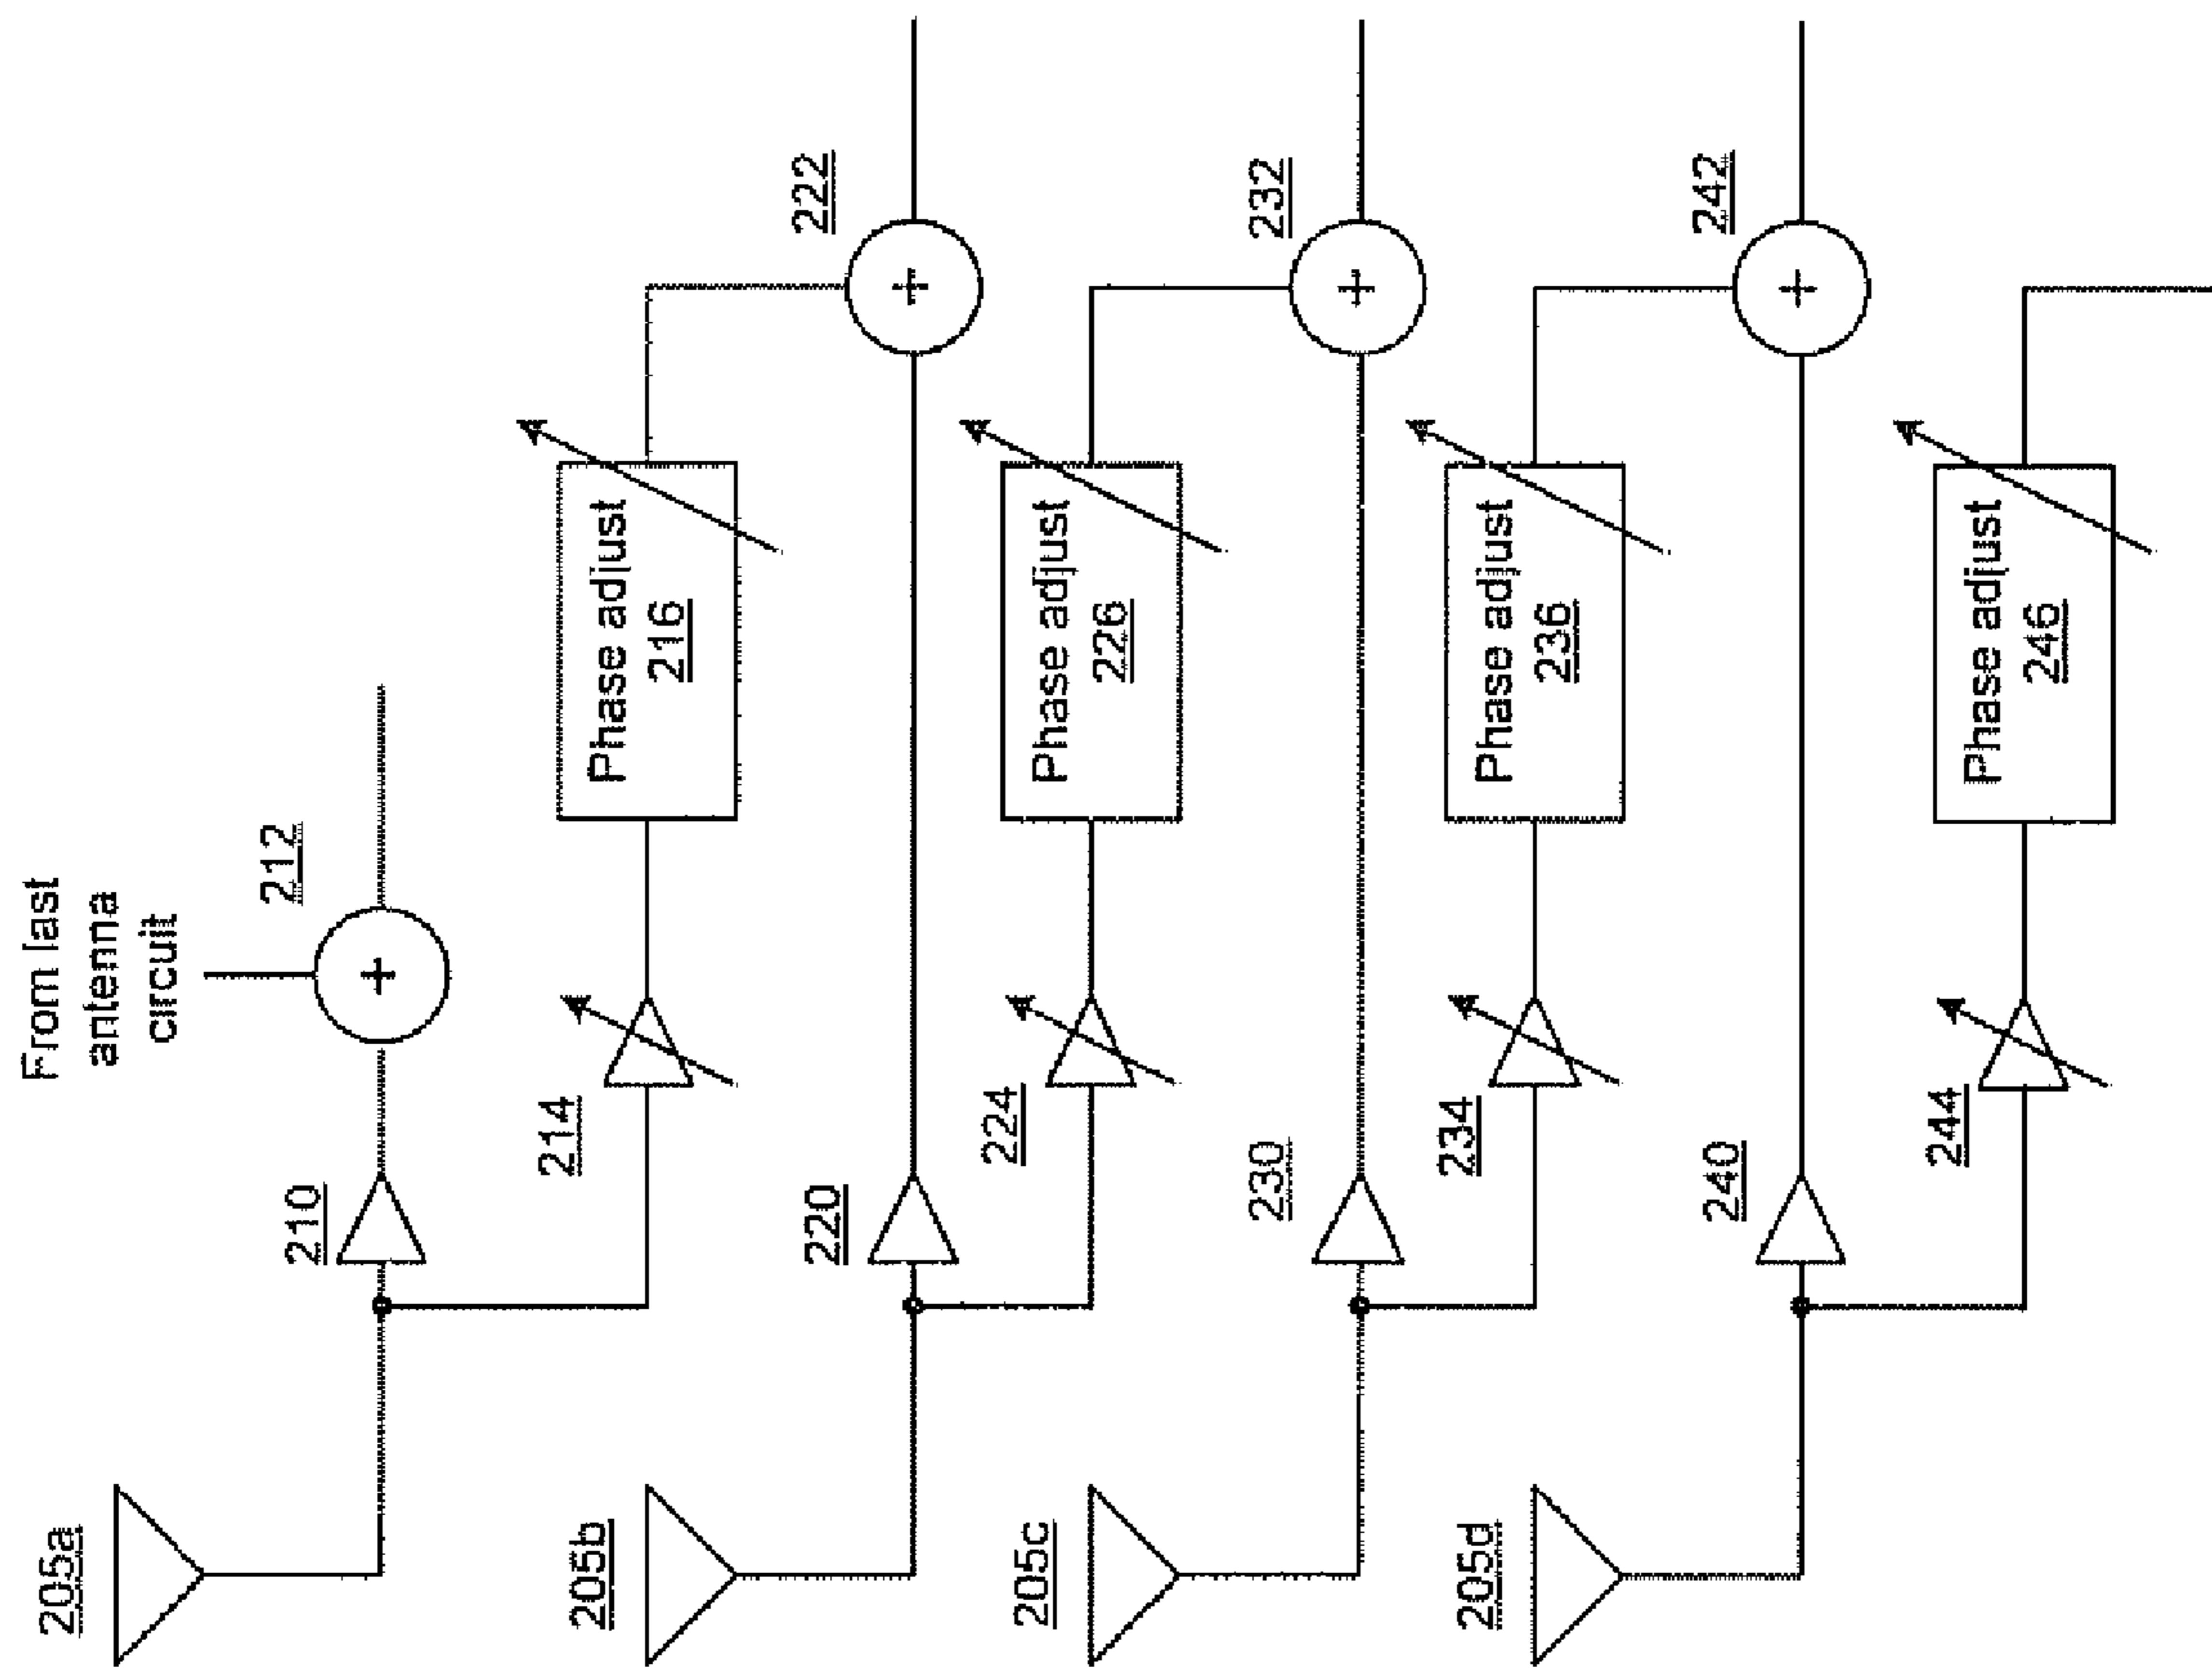 From last
antenna
circuit
205a
210
212
214
Phase adjust
216
205b
220
222
224
Phase adjust
226
205c
230
232
234
Phase adjust
236
205d
240
242
244
Phase adjust
246
+
+
+
+